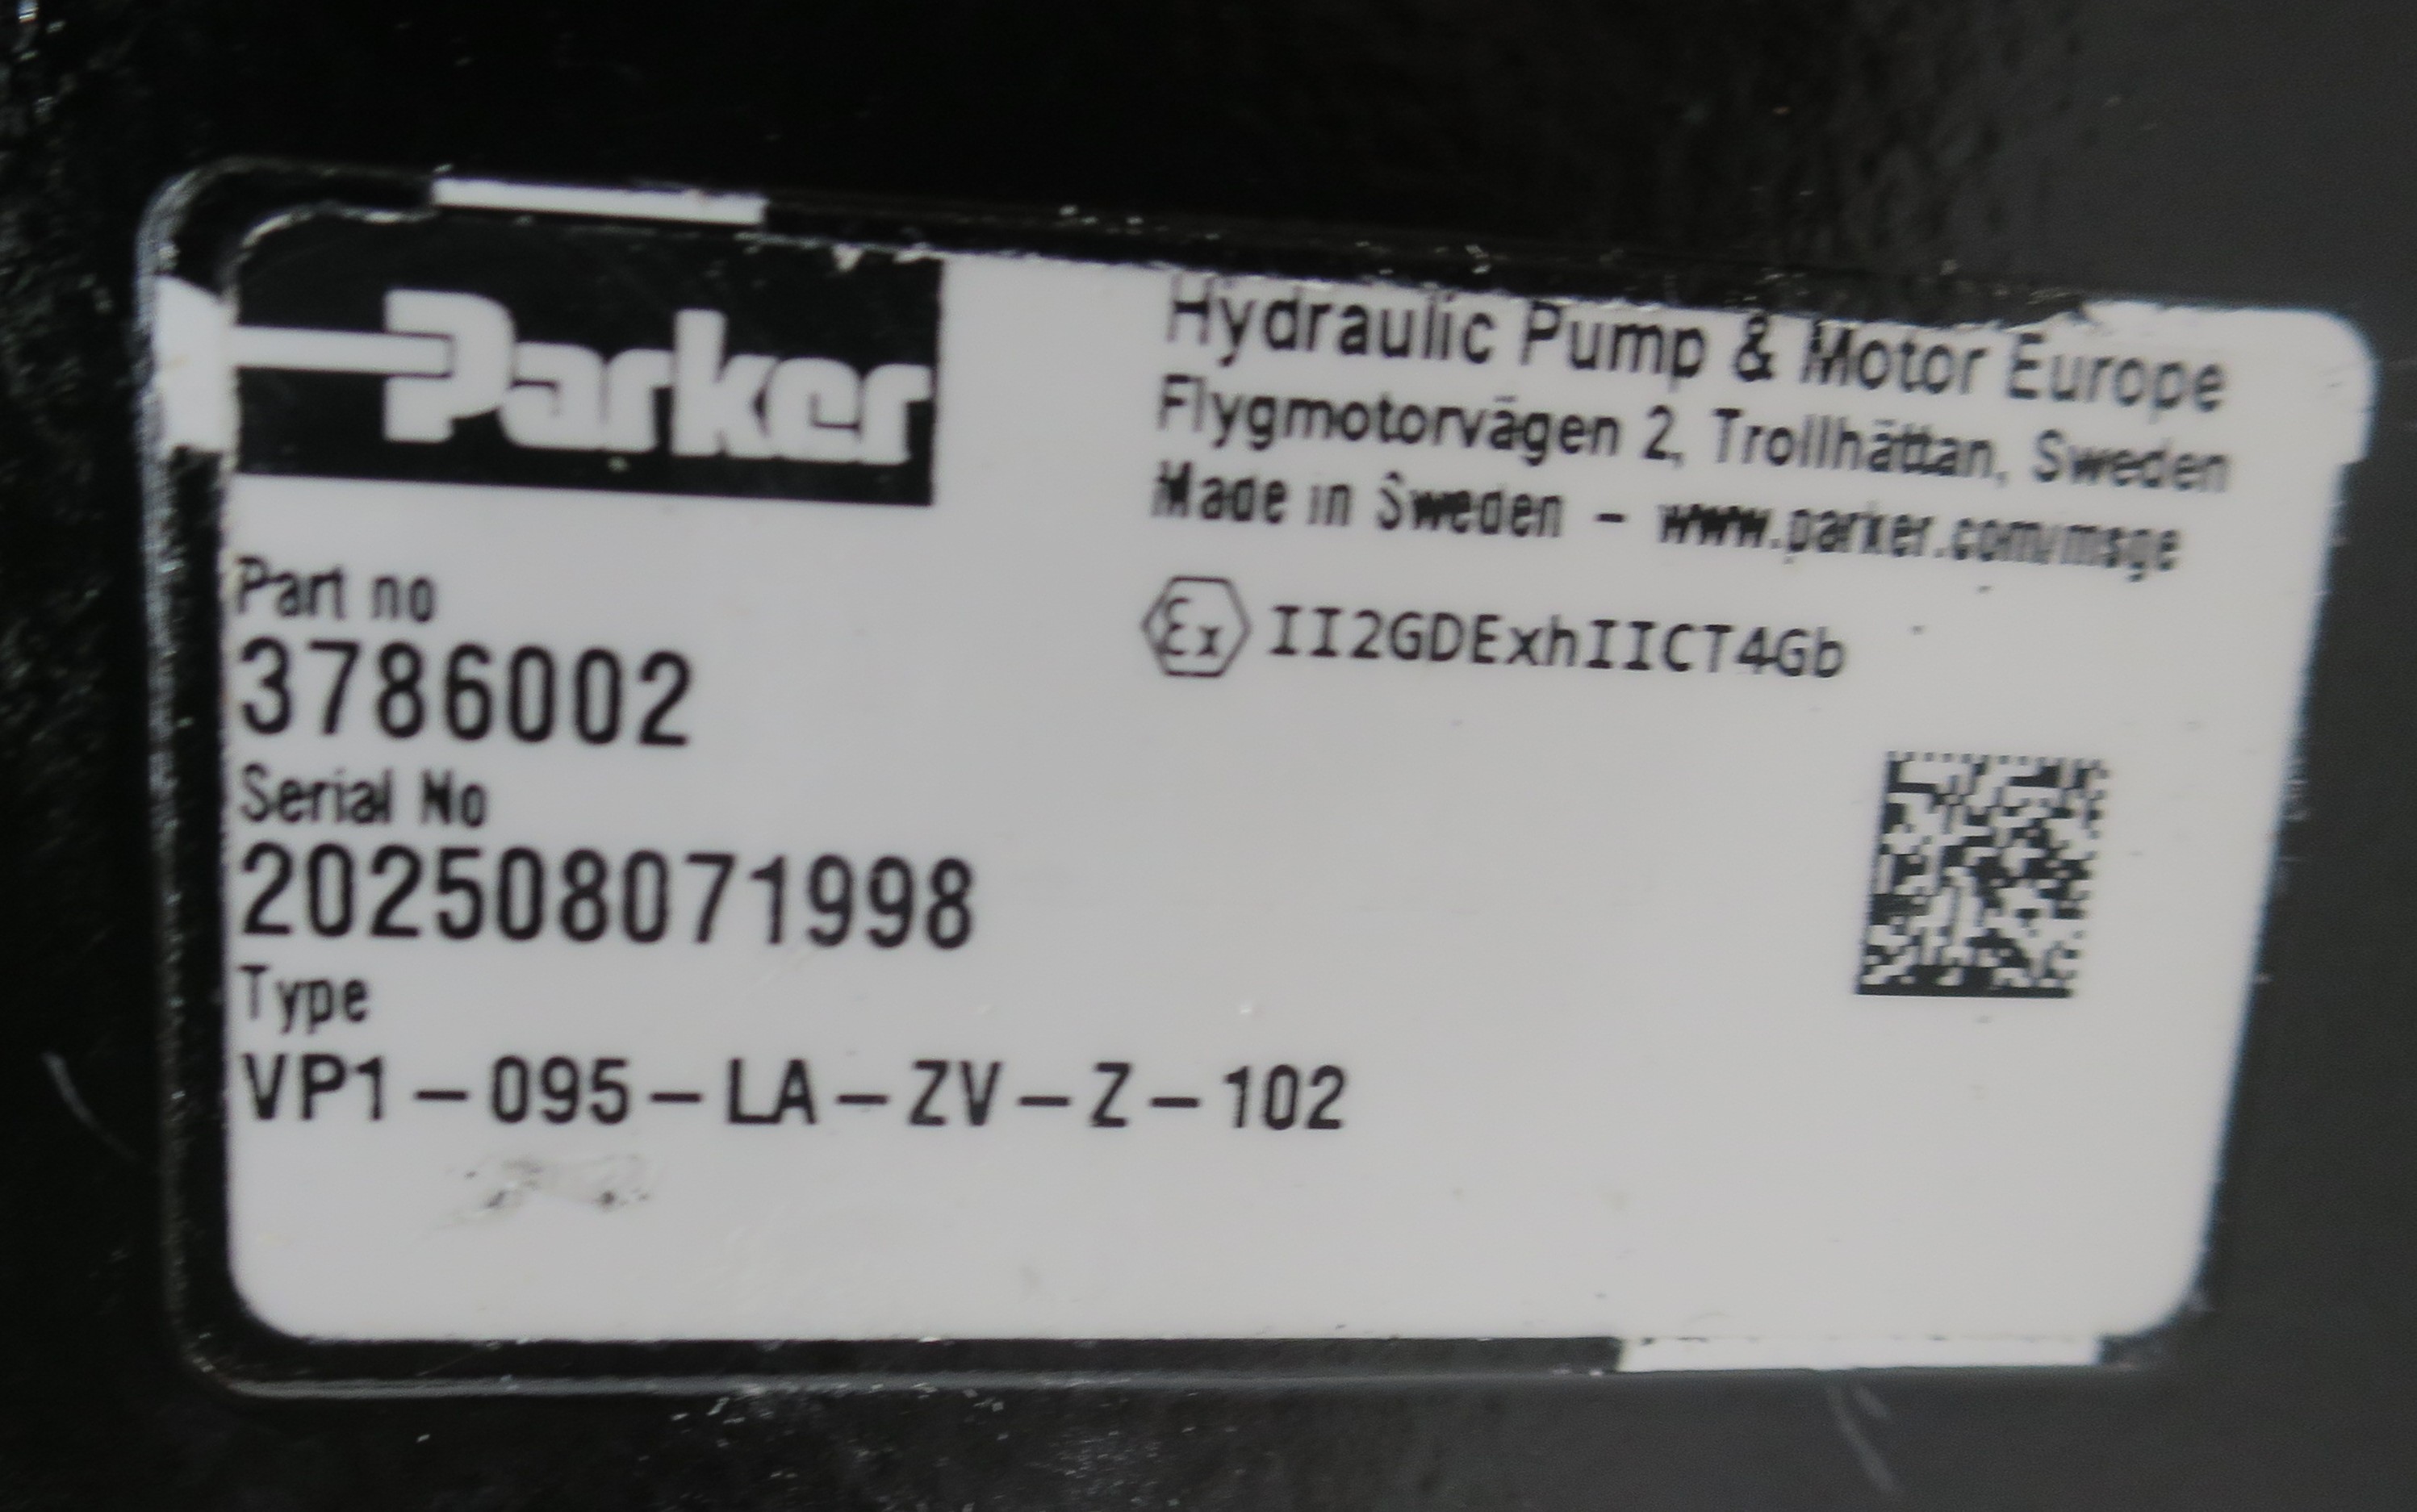 Parker
Hydraulic Pump & Motor Europe
Flygmotorvägen 2, Trollhättan, Sweden
Made in Sweden - www.parker.com/msge
Ex II2GDExhIICT4Gb
Part no
3786002
Serial No
202508071998
Type
VP1-095-LA-ZV-Z-102